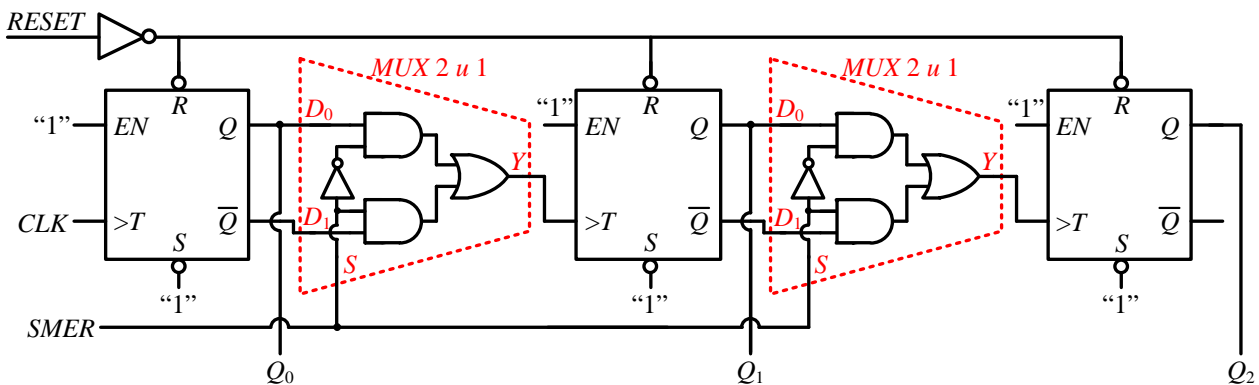 RESET
MUX 2 u 1
MUX 2 u 1
R
R
R
"1"
EN
Q
D₀
"1"
EN
Q
D₀
"1"
EN
Q
Y
Y
CLK
>T
Q̅
D₁
>T
Q̅
D₁
>T
Q̅
S
S
S
S
S
"1"
"1"
"1"
SMER
Q₀
Q₁
Q₂